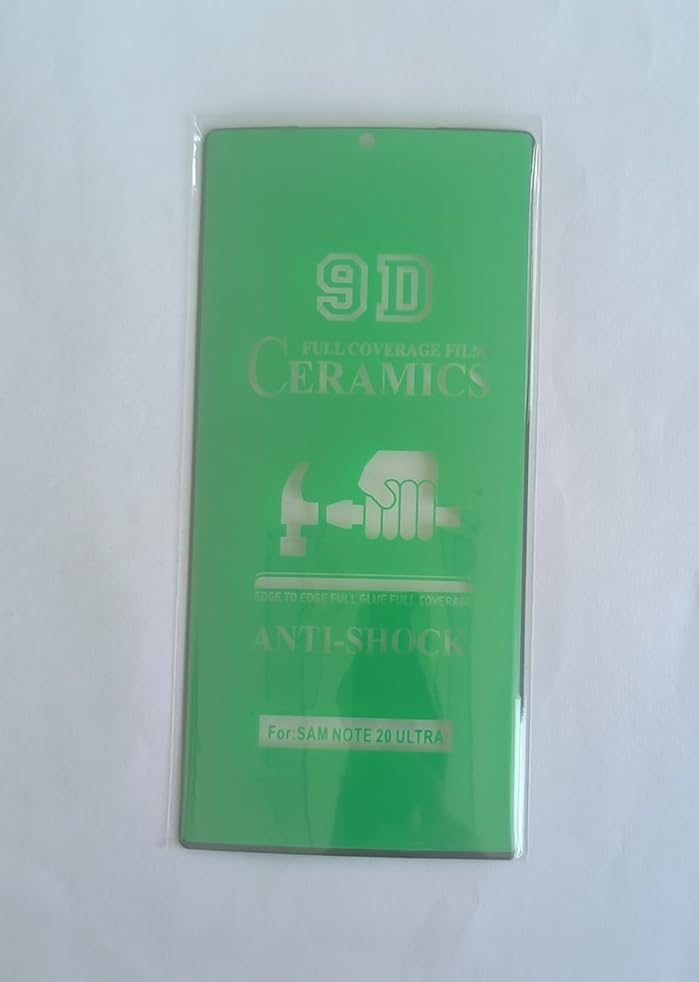 9D
FULL COVERAGE FILM
CERAMICS
EDGE TO EDGE FULL GLUE FULL COVERAGE
ANTI-SHOCK
For:SAM NOTE 20 ULTRA